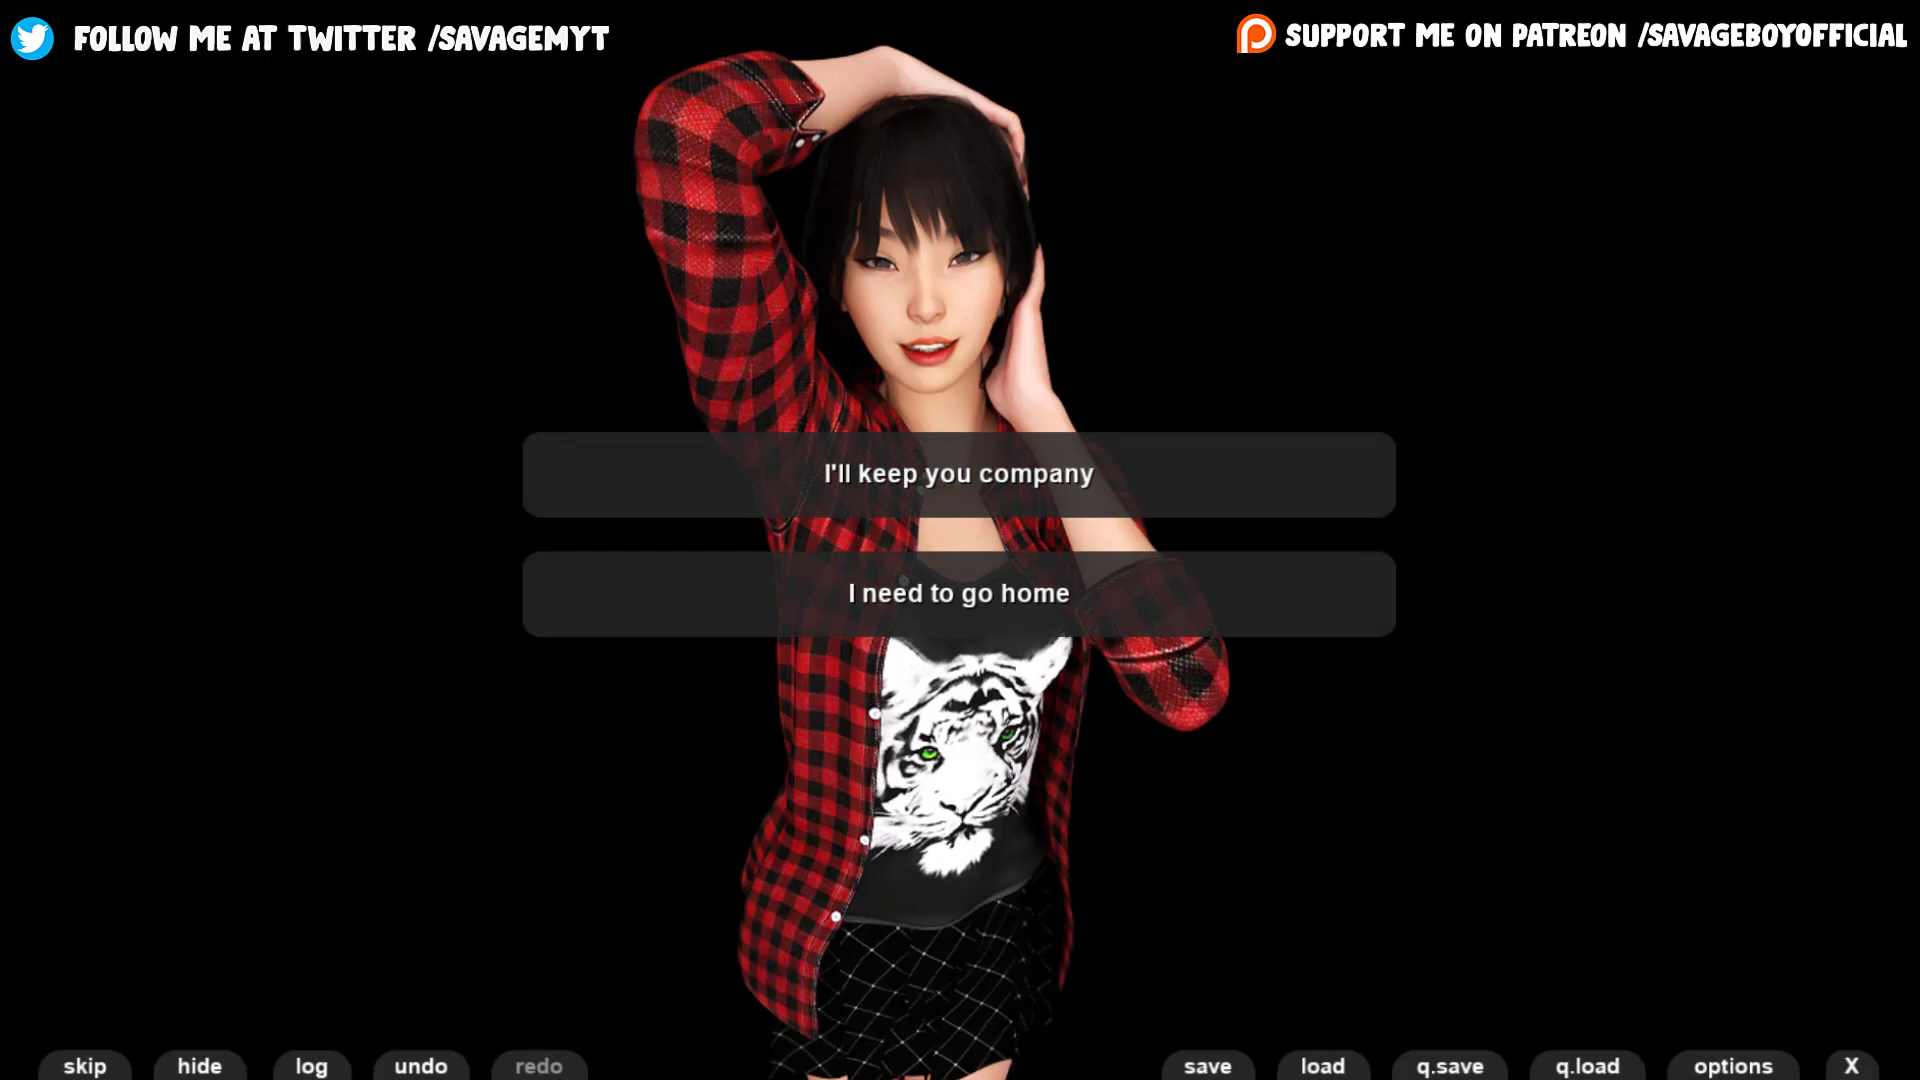 FOLLOW ME AT TWITTER /SAVAGEMYT
SUPPORT ME ON PATREON /SAVAGEBOYOFFICIAL
I'll keep you company
I need to go home
skip hide log undo redo save load q.save q.load options X